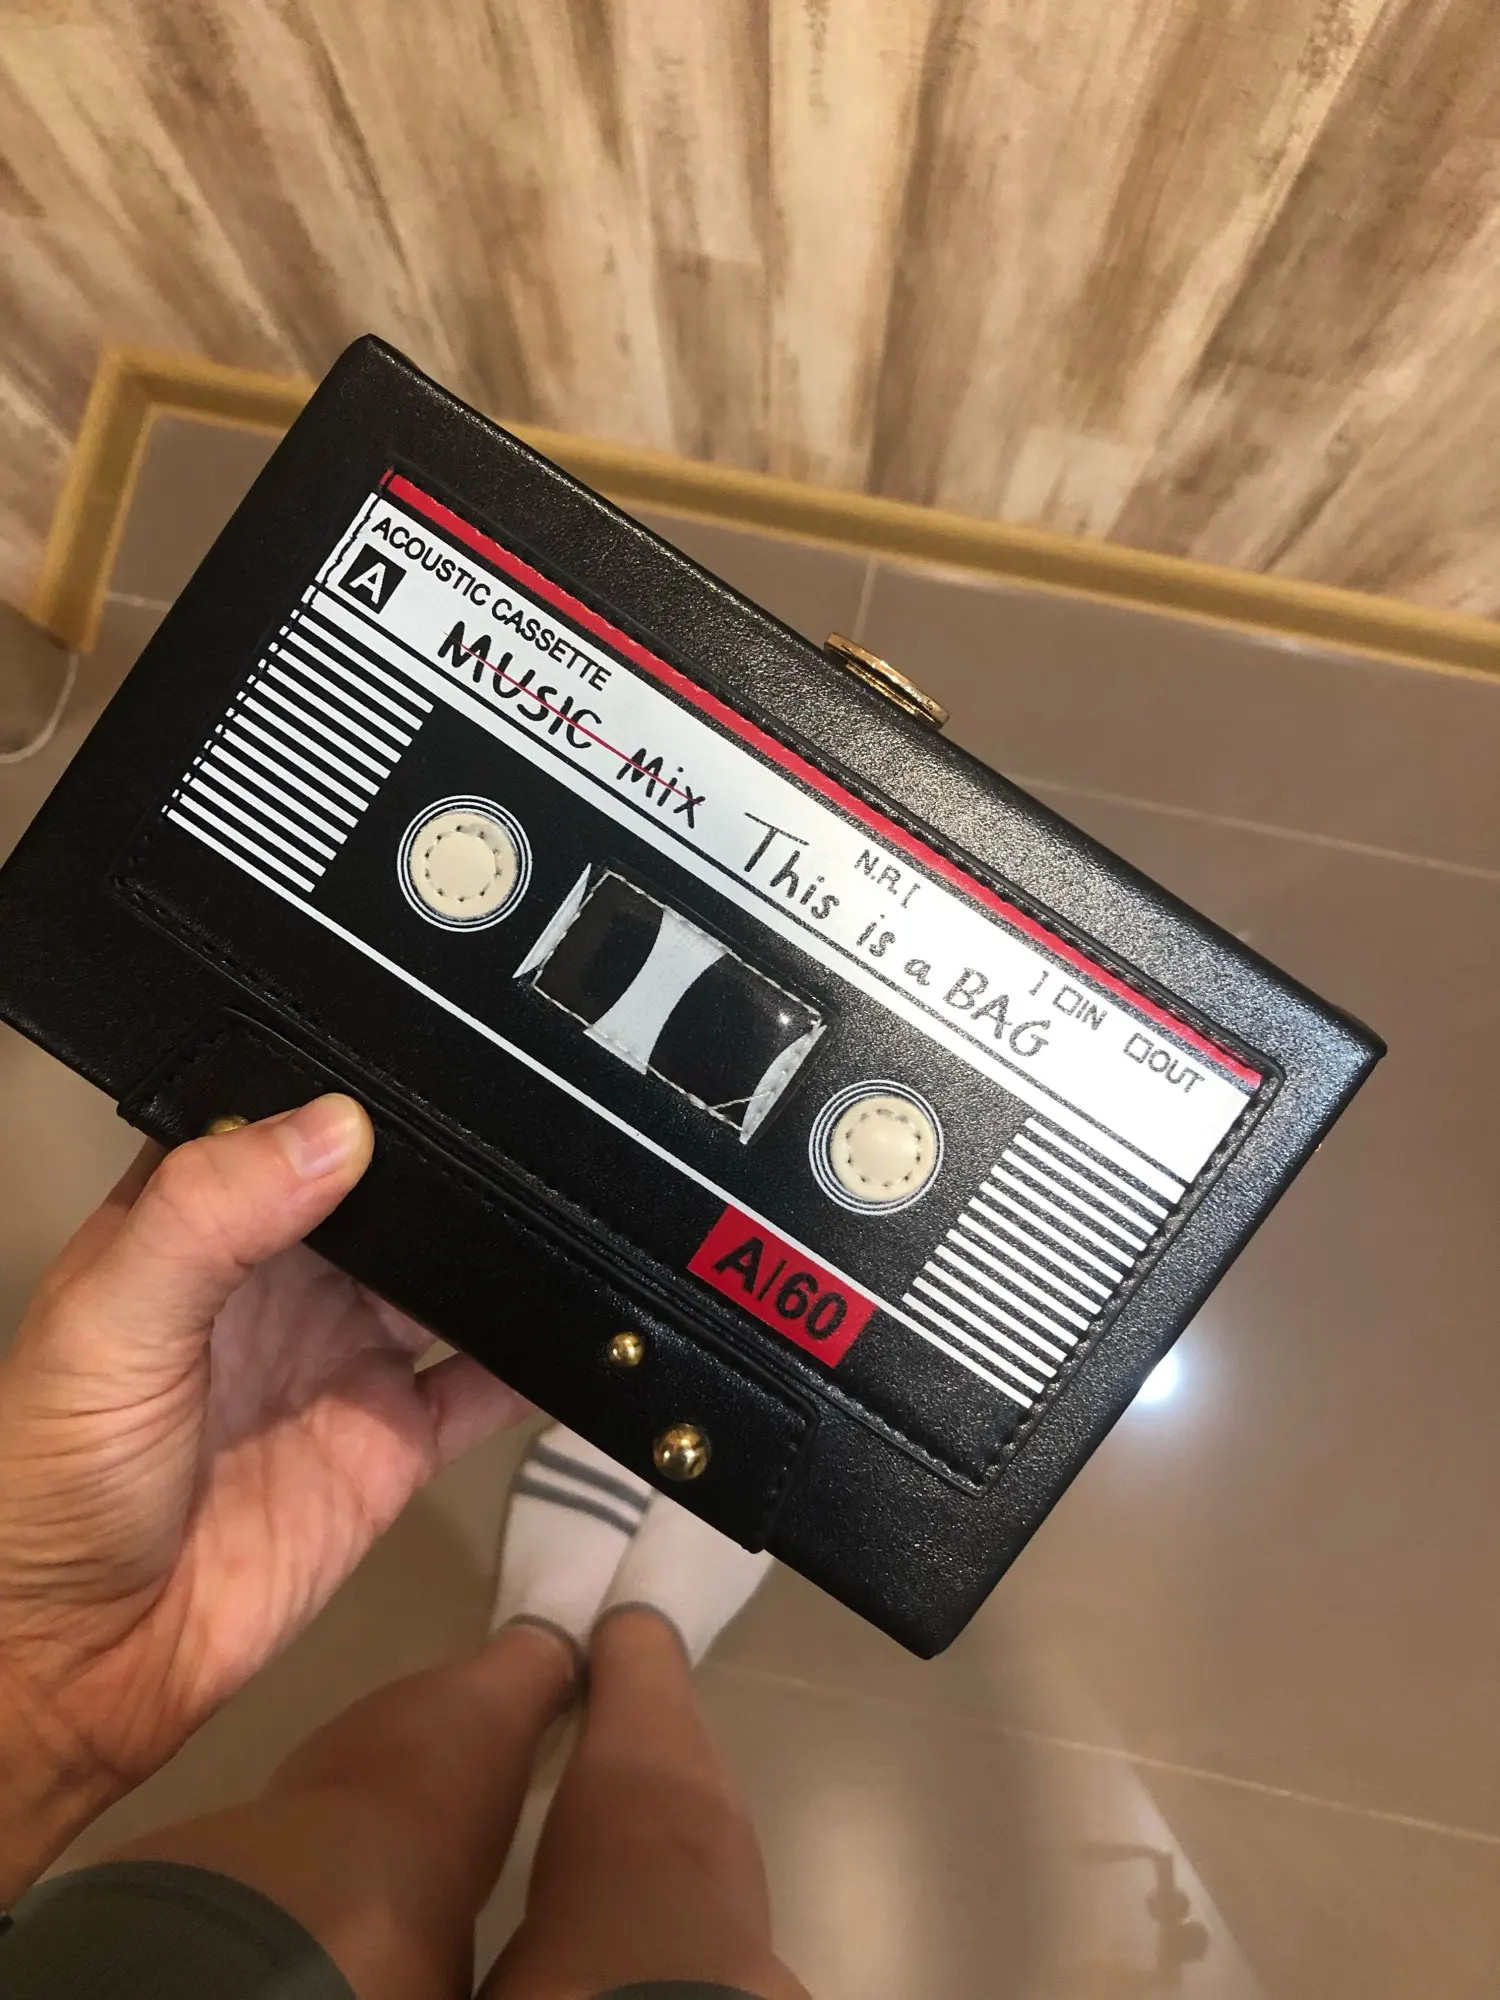 ACOUSTIC CASSETTE
A
MUSIC Mix This is a BAG
N.R. [ ] □IN □OUT
A/60